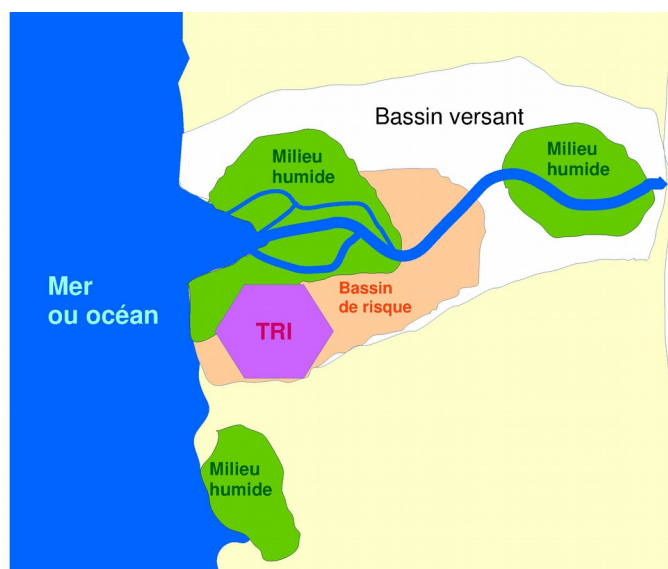 Bassin versant
Milieu
humide
Milieu
humide
Mer
ou océan
Bassin
de risque
TRI
Milieu
humide